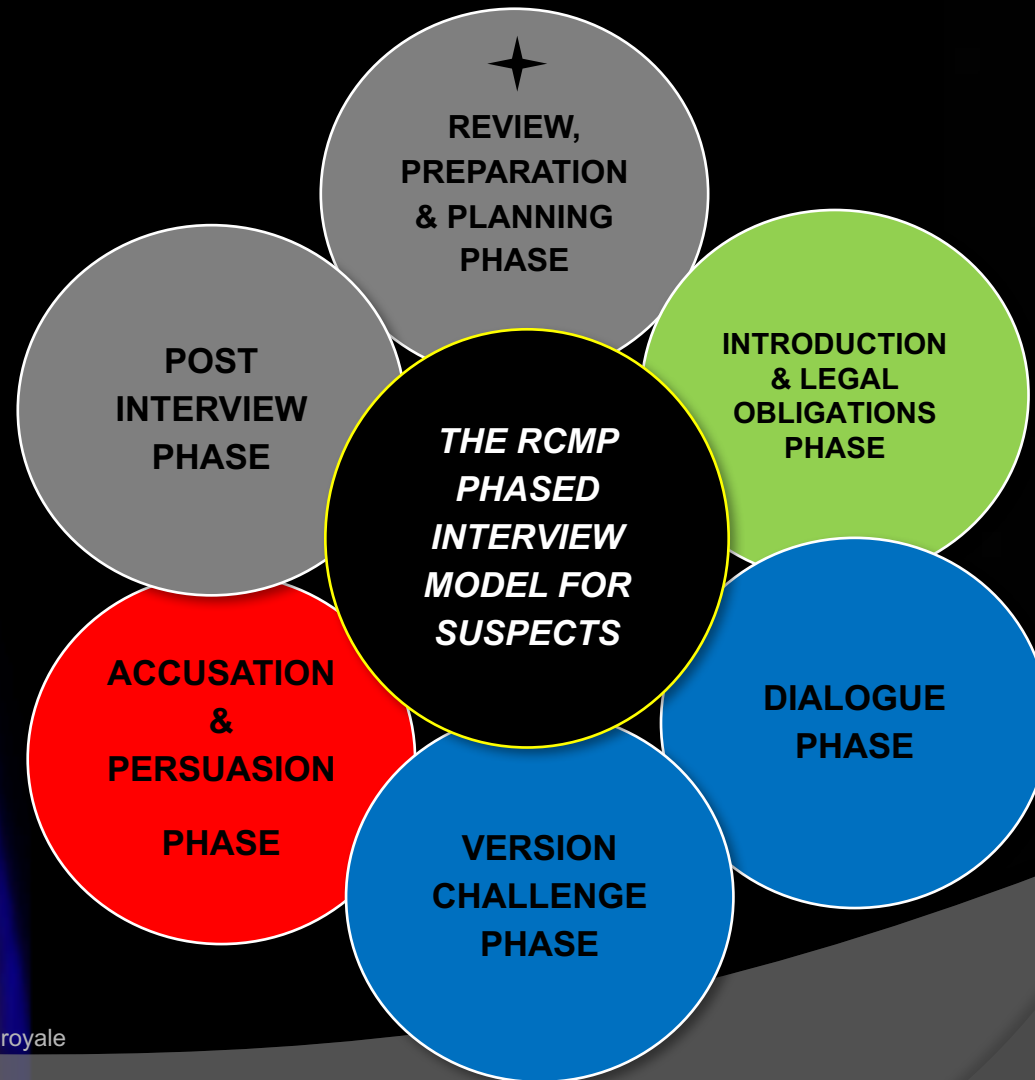 REVIEW,
PREPARATION
& PLANNING
PHASE
INTRODUCTION
& LEGAL
OBLIGATIONS
PHASE
DIALOGUE
PHASE
VERSION
CHALLENGE
PHASE
ACCUSATION
&
PERSUASION
PHASE
POST
INTERVIEW
PHASE
THE RCMP
PHASED
INTERVIEW
MODEL FOR
SUSPECTS
royale